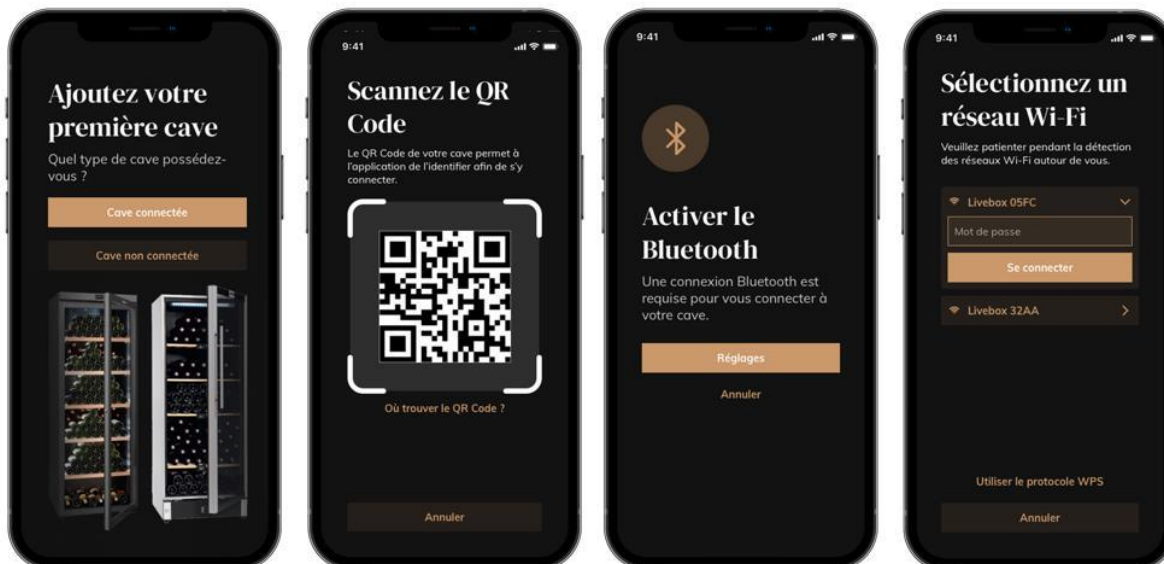 Ajoutez votre
première cave
Quel type de cave possédez-
vous ?
Cave connectée
Cave non connectée
9:41
Scannez le QR
Code
Le QR Code de votre cave permet à
l'application de l'identifier afin de s'y
connecter.
Où trouver le QR Code ?
Annuler
9:41
Activer le
Bluetooth
Une connexion Bluetooth est
requise pour vous connecter à
votre cave.
Réglages
Annuler
9:41
Sélectionnez un
réseau Wi-Fi
Veuillez patienter pendant la détection
des réseaux Wi-Fi autour de vous.
Livebox 05FC
Mot de passe
Se connecter
Livebox 32AA
Utiliser le protocole WPS
Annuler